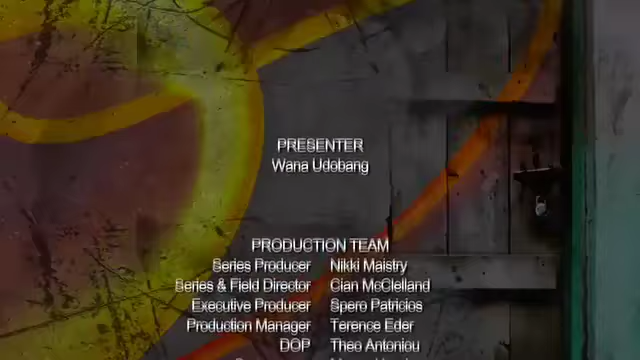 PRESENTER
Wana Udobang
PRODUCTION TEAM
Series Producer Nikki Maistry
Series & Field Director Cian McClelland
Executive Producer Spero Patricios
Production Manager Terence Eder
DOP Theo Antoniou